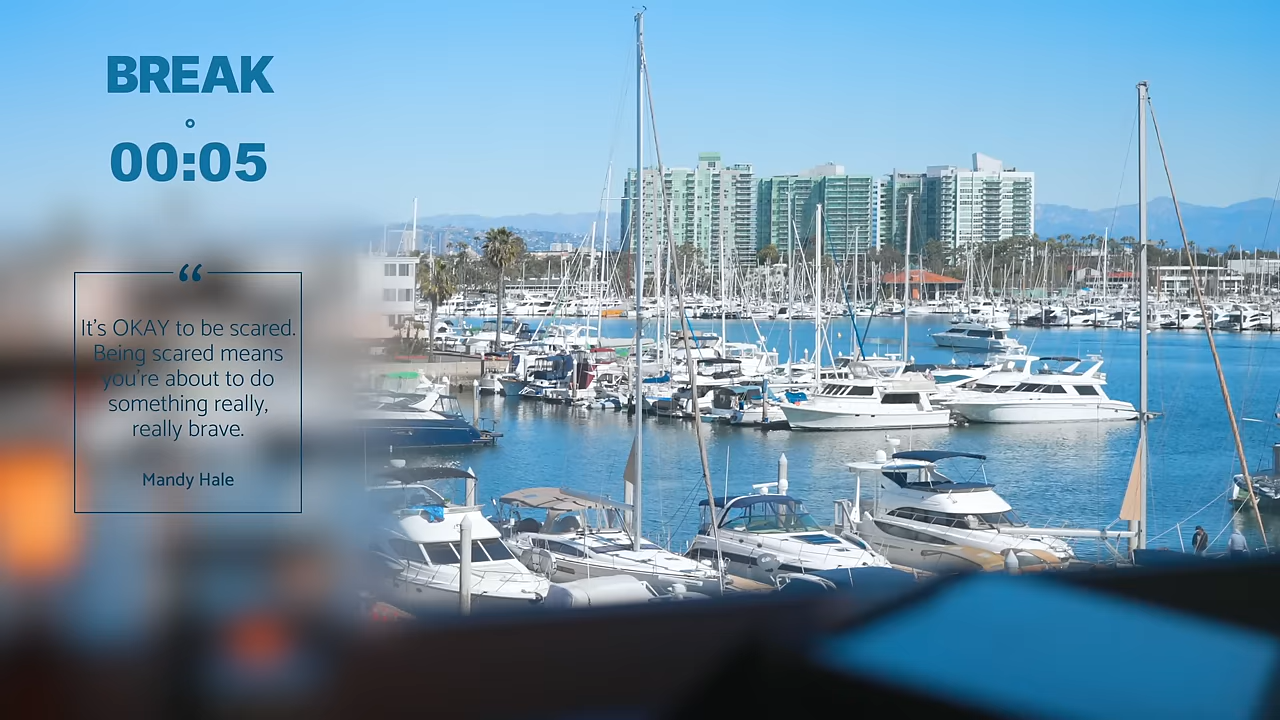 BREAK
00:05
“
It's OKAY to be scared.
Being scared means
you're about to do
something really,
really brave.
Mandy Hale